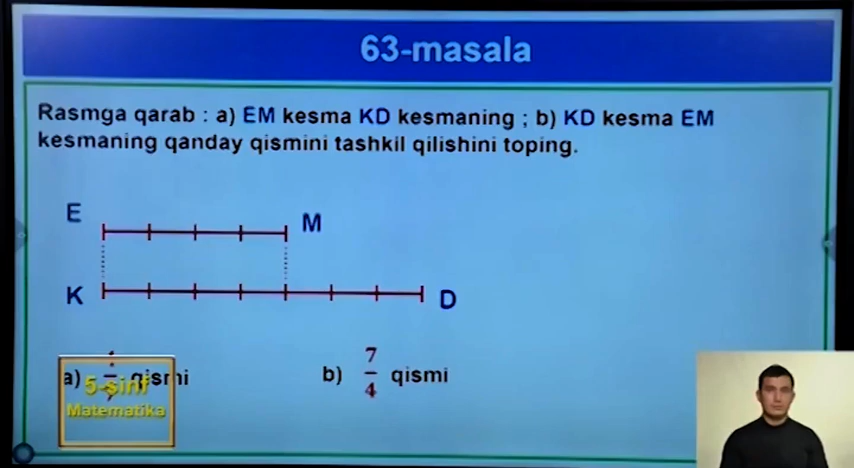 63-masala
Rasmga qarab : a) EM kesma KD kesmaning ; b) KD kesma EM
kesmaning qanday qismini tashkil qilishini toping.
E
M
K
D
a) qismi
b) 7/4 qismi
5-sinf
Matematika